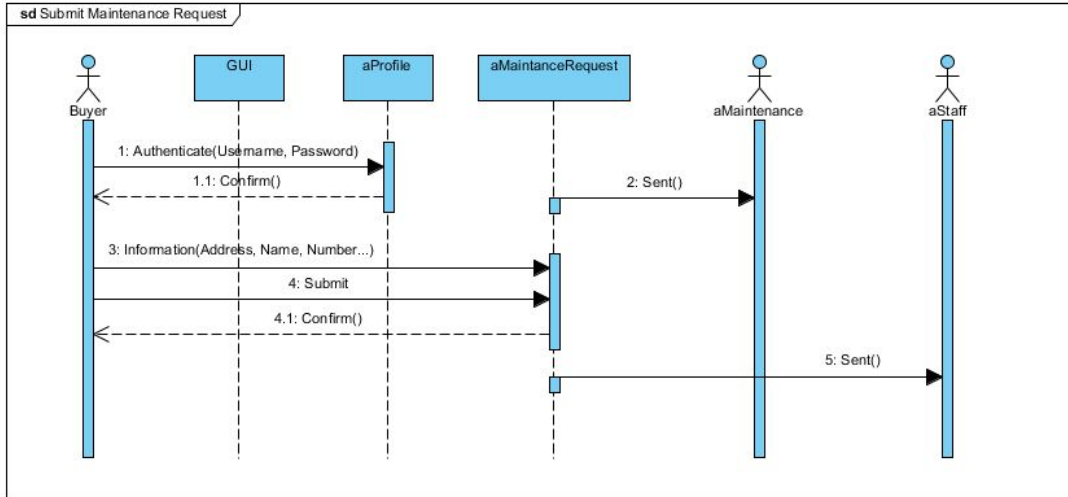 sd Submit Maintenance Request
GUI
aProfile
aMaintanceRequest
Buyer
aMaintenance
aStaff
1: Authenticate(Username, Password)
1.1: Confirm()
2: Sent()
3: Information(Address, Name, Number...)
4: Submit
4.1: Confirm()
5: Sent()